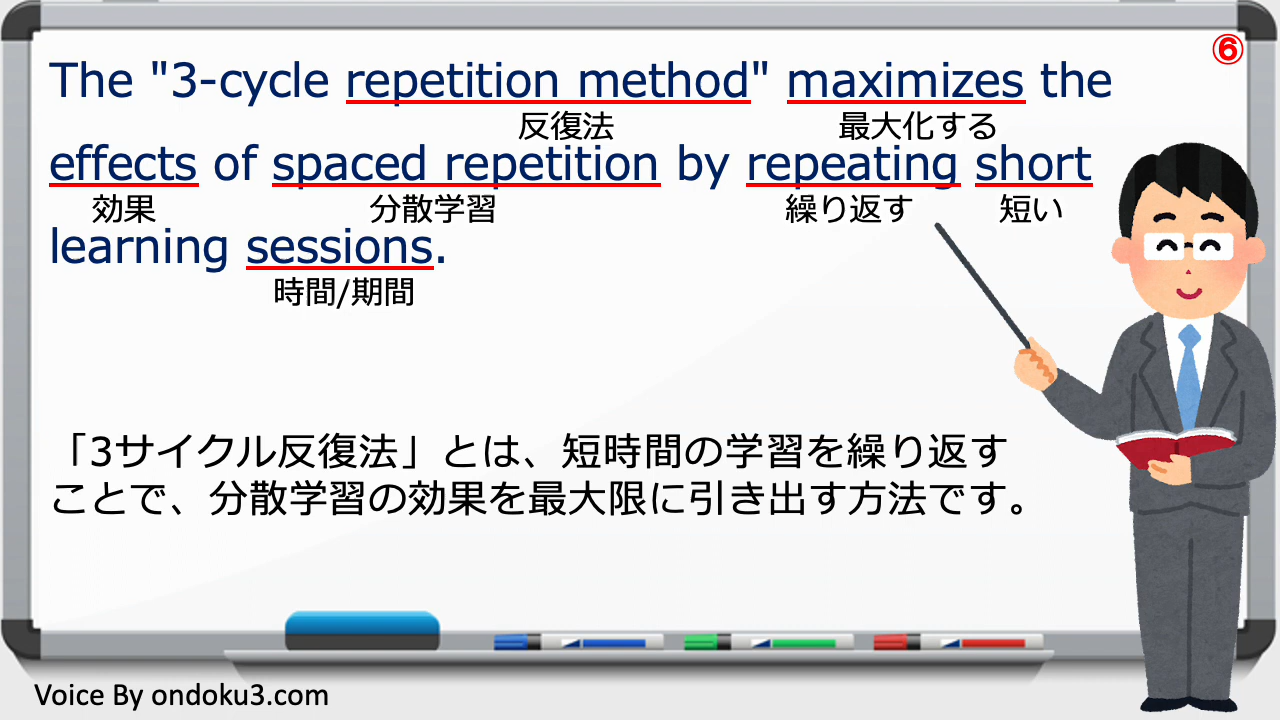 ⑥
The "3-cycle repetition method" maximizes the
反復法 最大化する
effects of spaced repetition by repeating short
効果 分散学習 繰り返す 短い
learning sessions.
時間/期間
「3サイクル反復法」とは、短時間の学習を繰り返す
ことで、分散学習の効果を最大限に引き出す方法です。
Voice By ondoku3.com